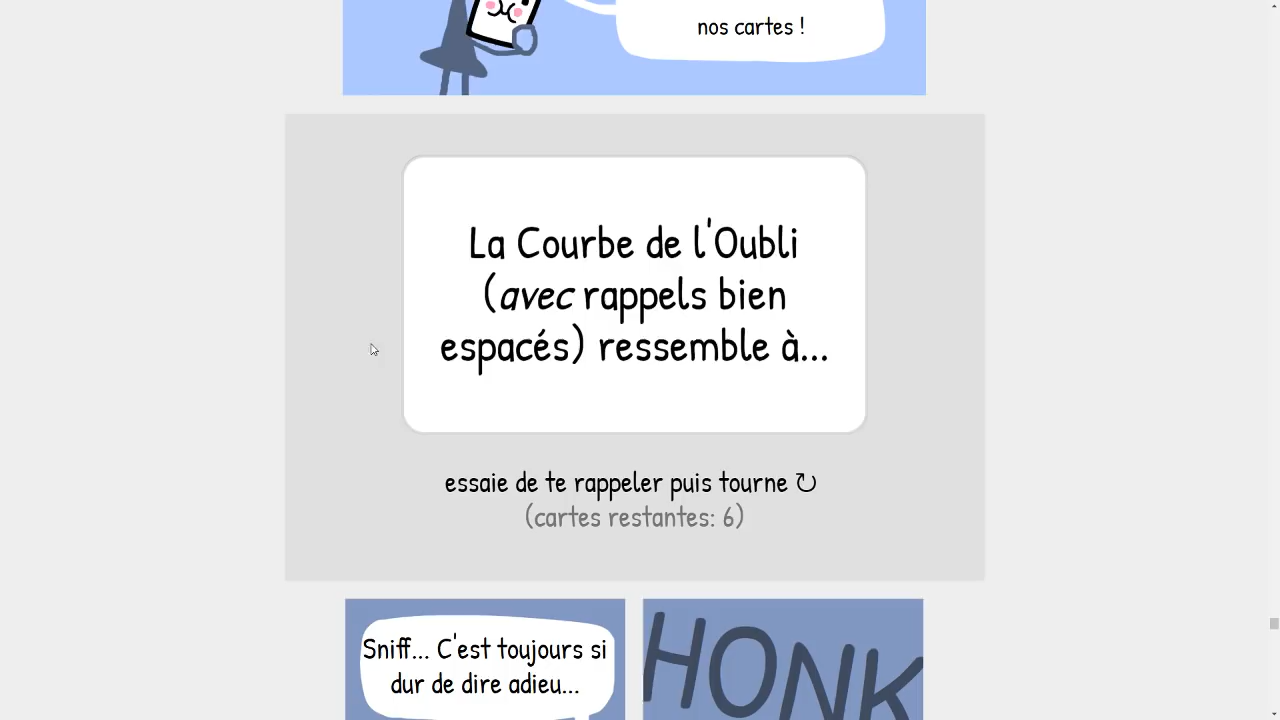 nos cartes !
La Courbe de l'Oubli
(avec rappels bien
espacés) ressemble à...
essaie de te rappeler puis tourne ↻
(cartes restantes: 6)
Sniff... C'est toujours si
dur de dire adieu...
HONK